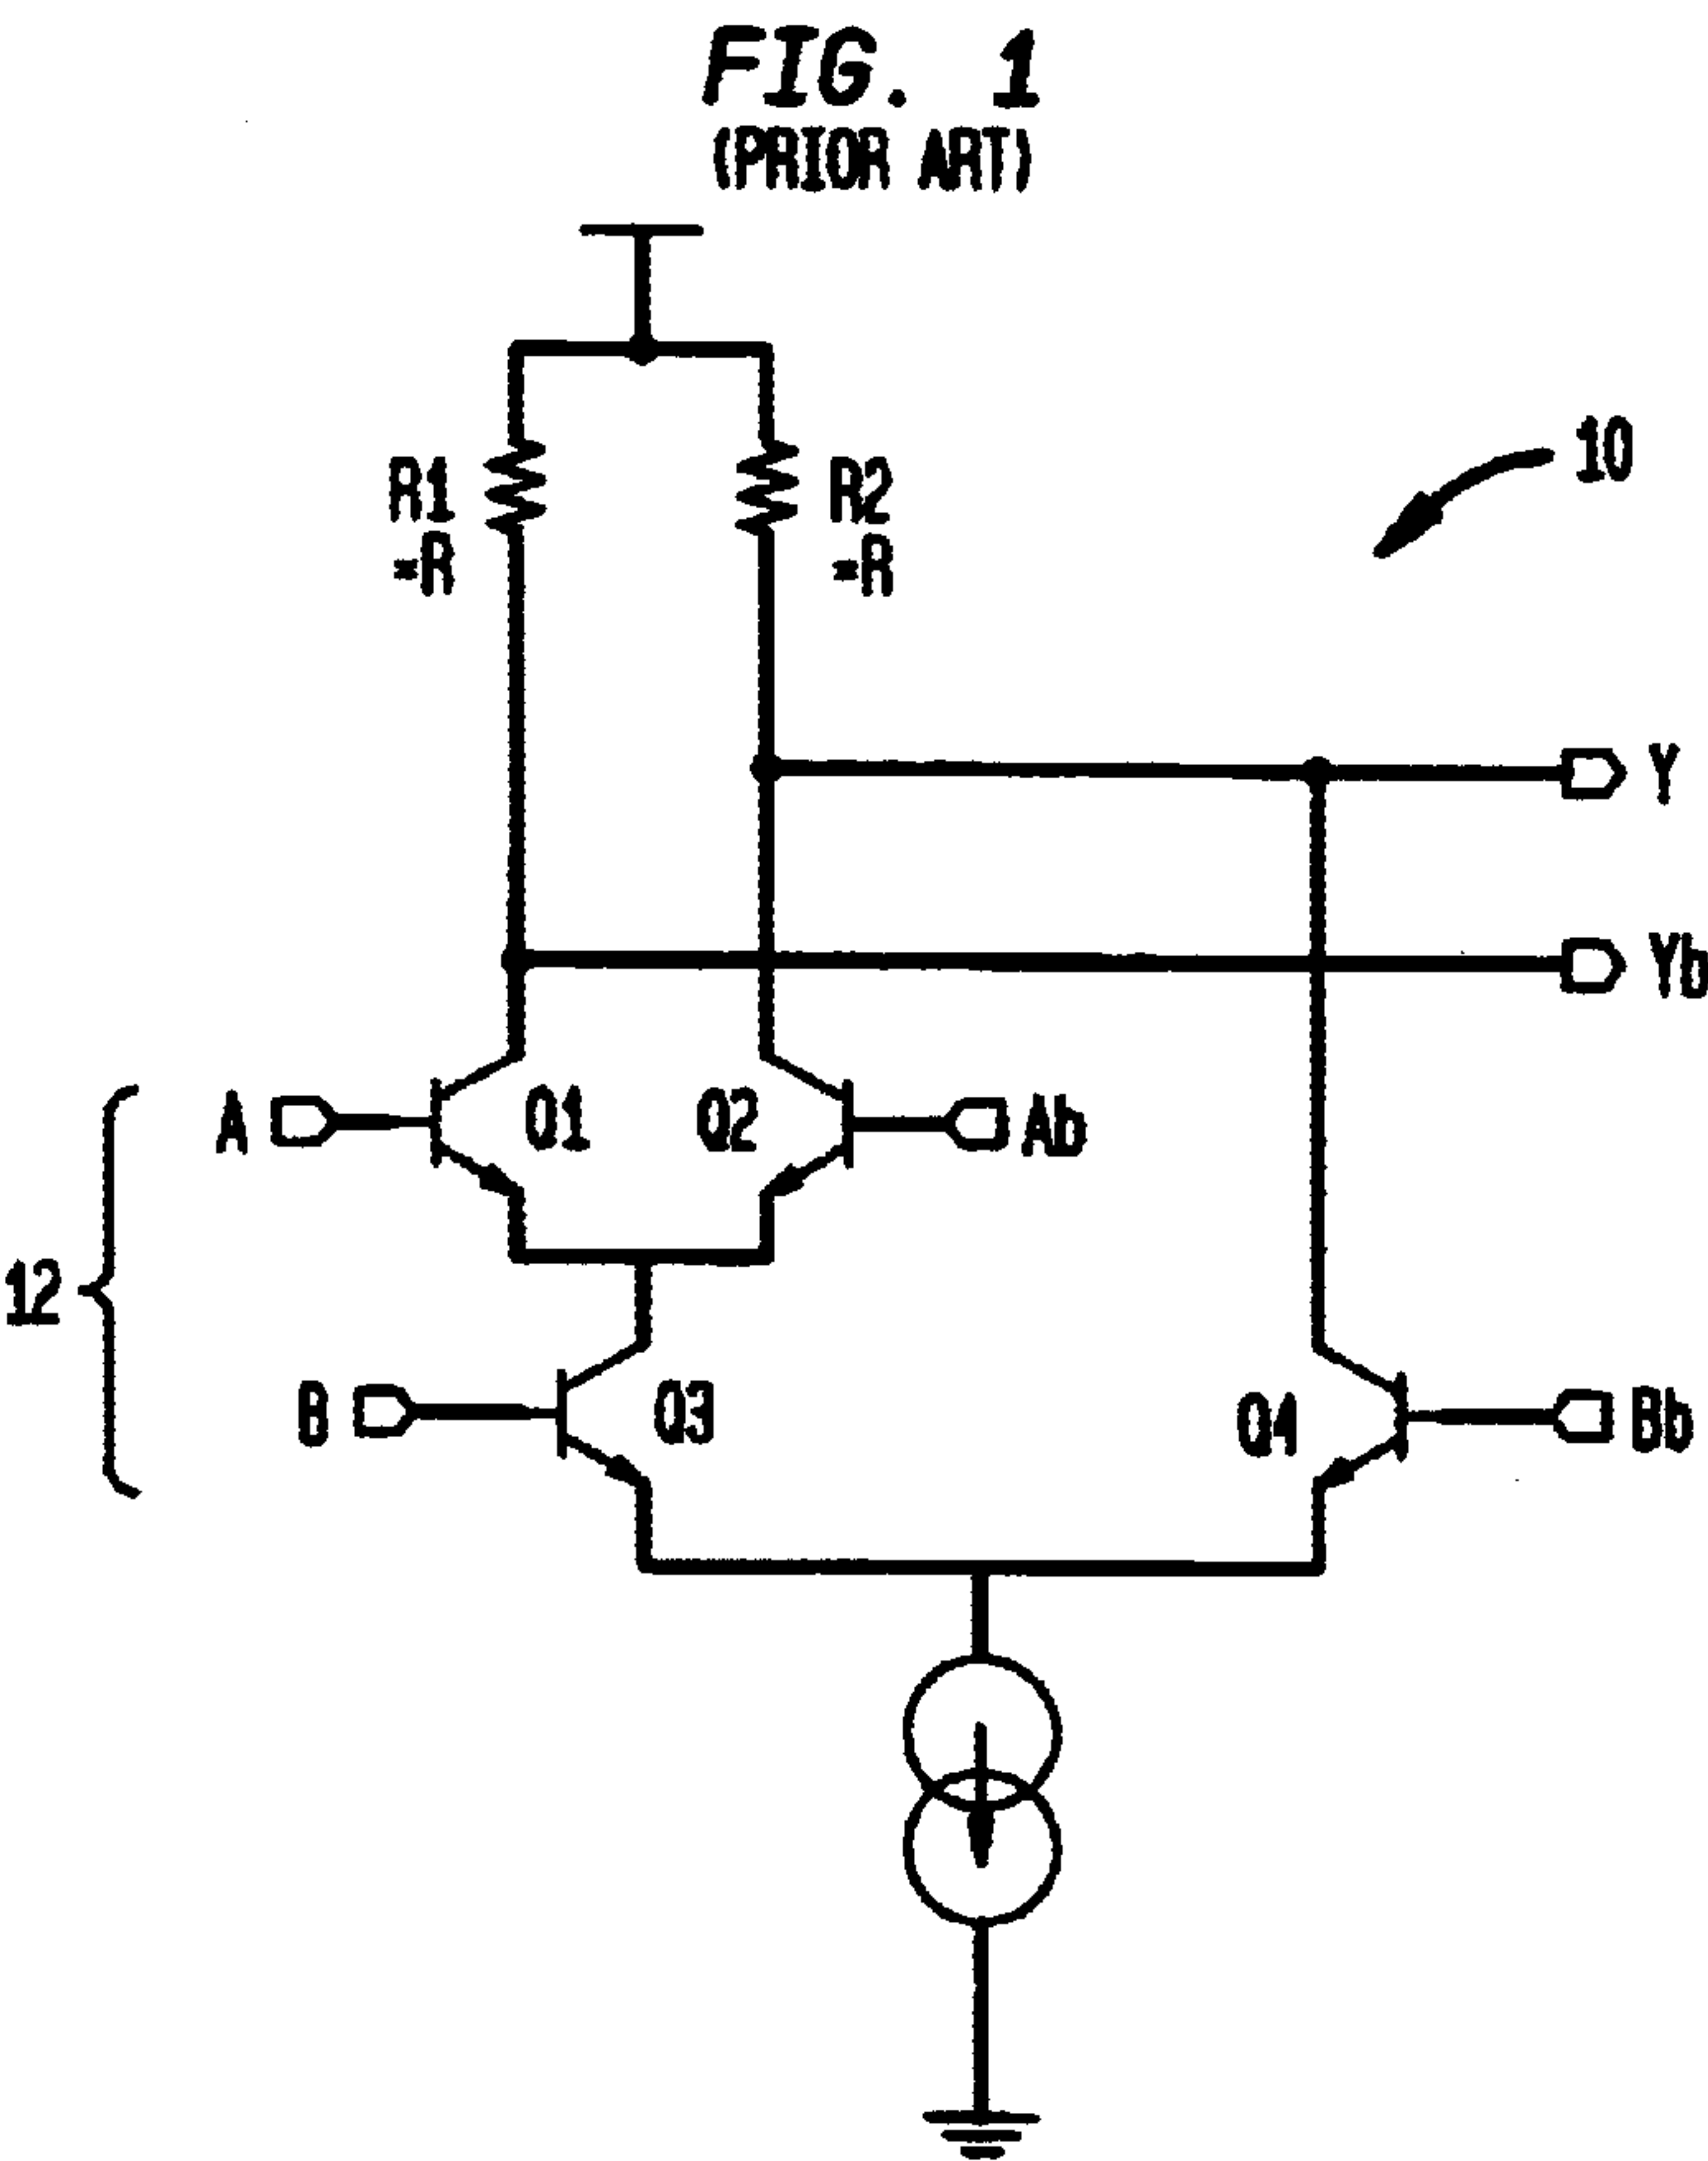 FIG. 1
(PRIOR ART)
10
R1
=R
R2
=R
Y
Yb
A
Q1
Q2
Ab
12
B
Q3
Q4
Bb